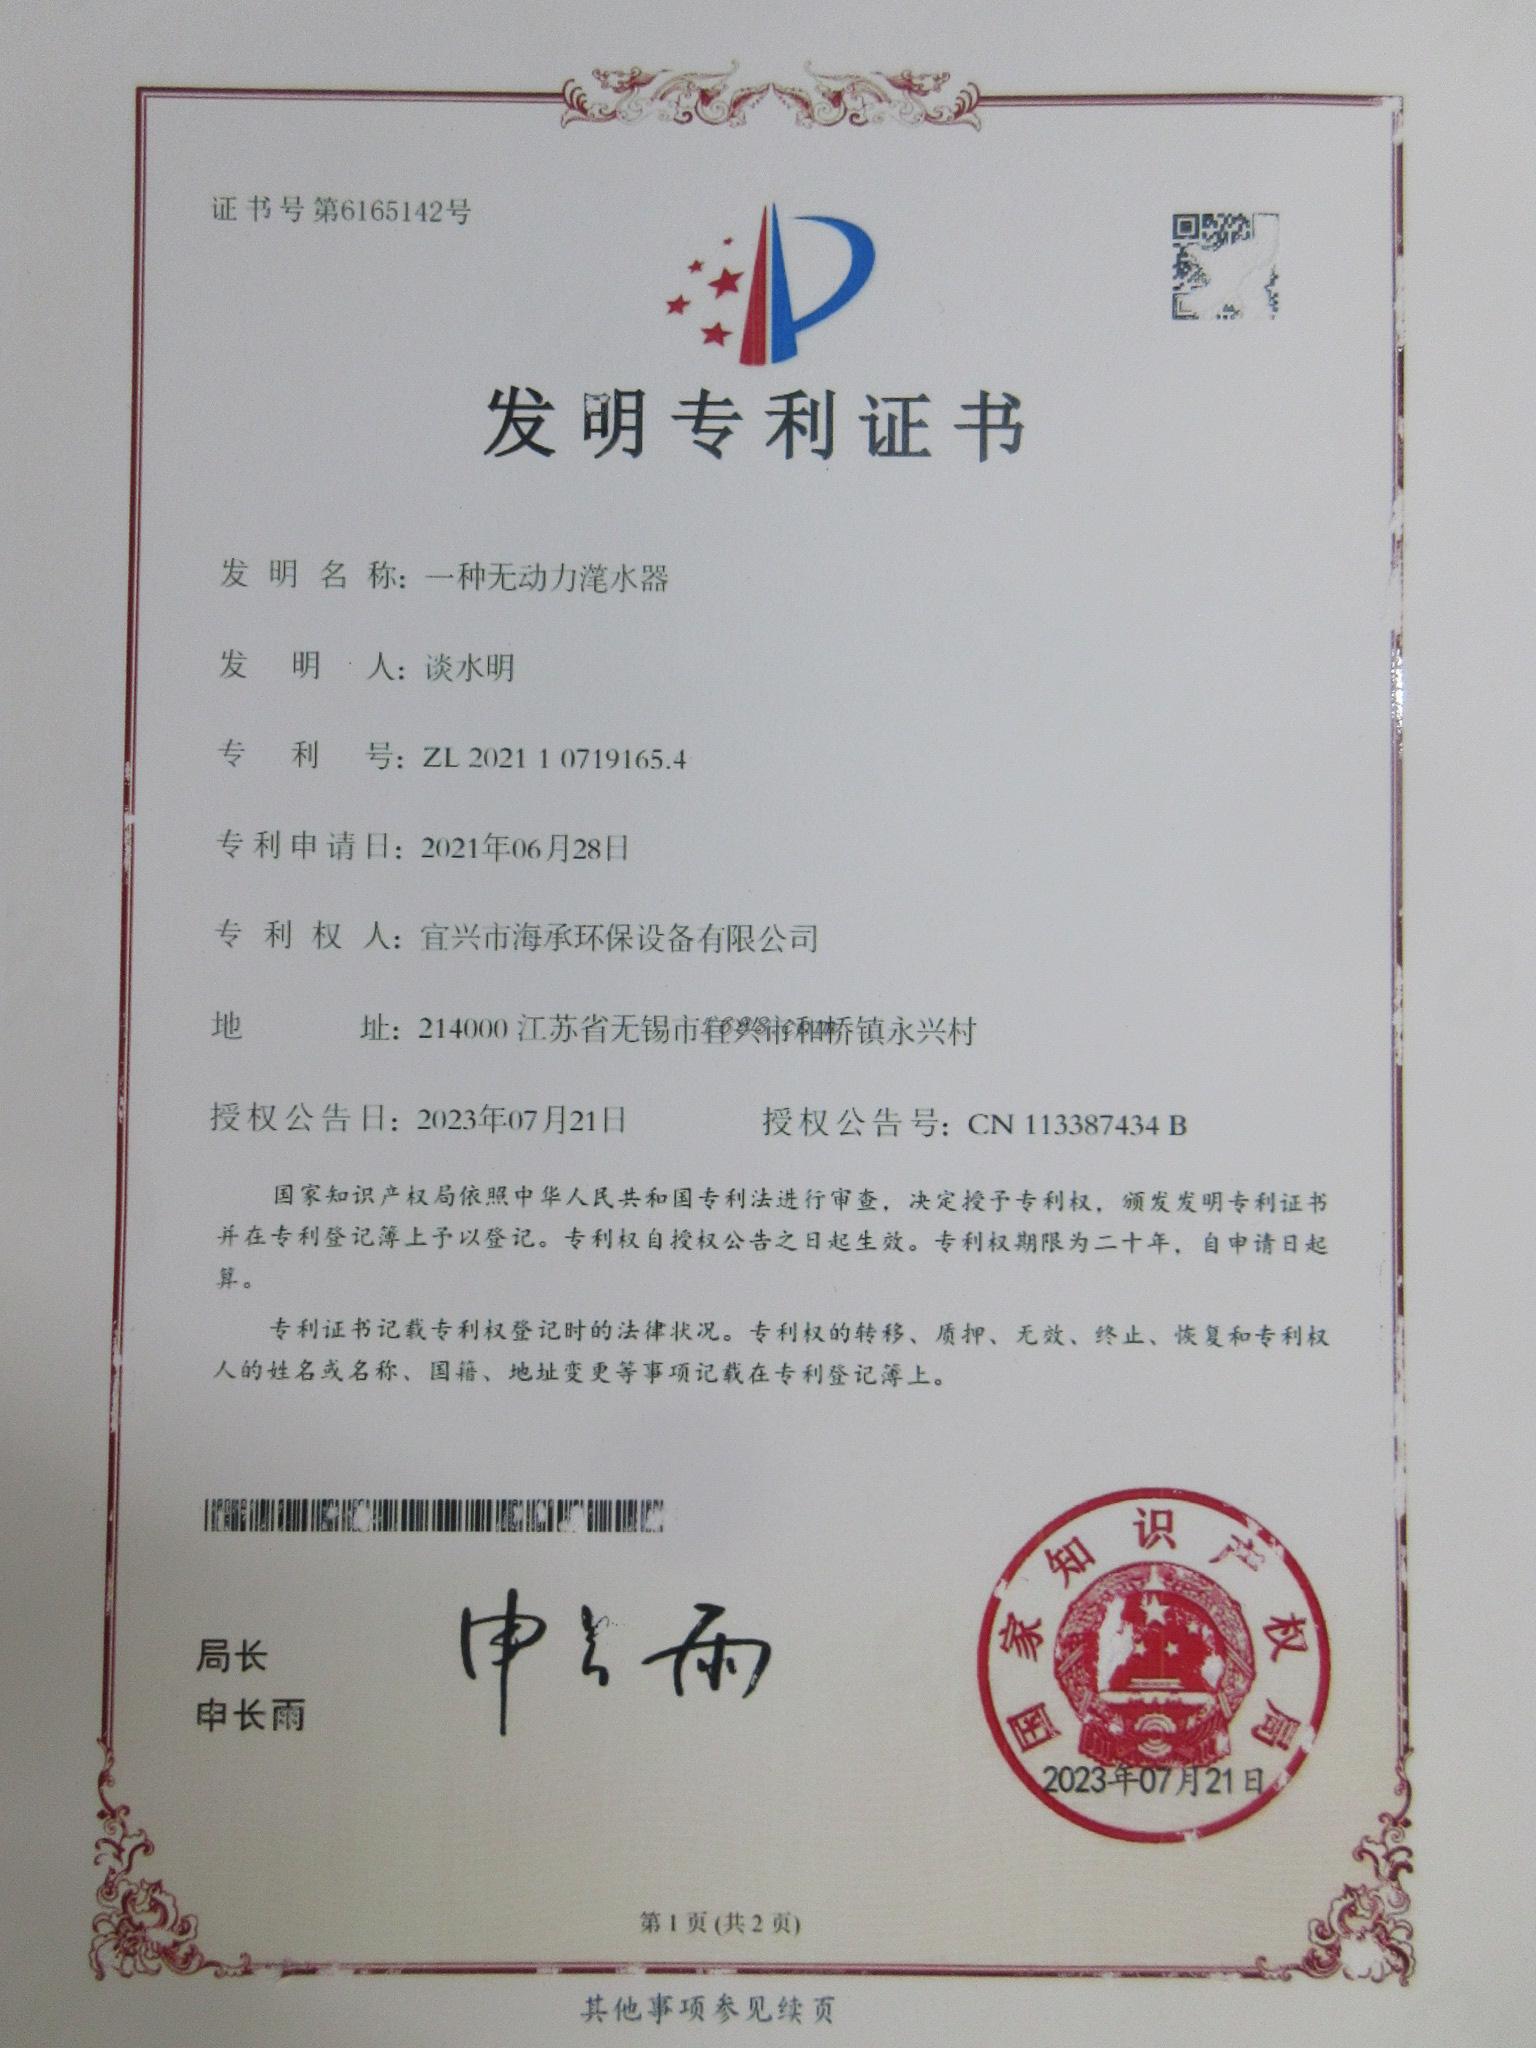 证书号第6165142号
发明专利证书
发明名称：一种无动力滗水器
发明人：谈水明
专利号：ZL 2021 1 0719165.4
专利申请日：2021年06月28日
专利权人：宜兴市海承环保设备有限公司
地址：214000 江苏省无锡市宜兴市和桥镇永兴村
授权公告日：2023年07月21日 授权公告号：CN 113387434 B
国家知识产权局依照中华人民共和国专利法进行审查，决定授予专利权，颁发发明专利证书
并在专利登记簿上予以登记。专利权自授权公告之日起生效。专利权期限为二十年，自申请日起
算。
专利证书记载专利权登记时的法律状况。专利权的转移、质押、无效、终止、恢复和专利权
人的姓名或名称、国籍、地址变更等事项记载在专利登记簿上。
局长
申长雨
申长雨
国家知识产权局
2023年07月21日
第1页(共2页)
其他事项参见续页